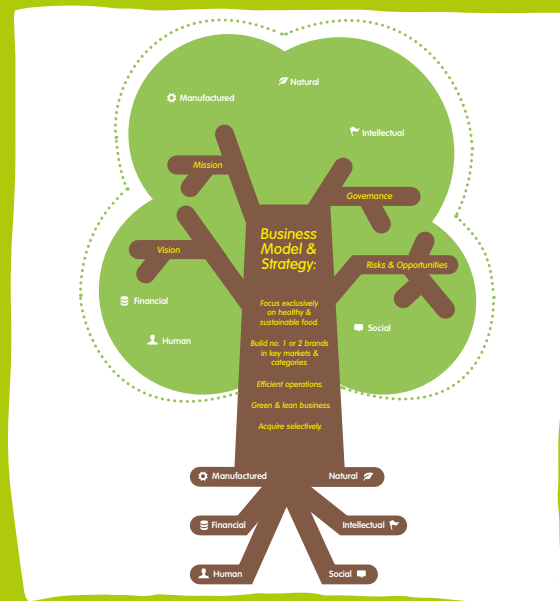 Natural
Manufactured
Intellectual
Mission
Governance
Vision
Risks & Opportunities
Business
Model &
Strategy:
Financial
Focus exclusively
on healthy &
sustainable food.
Social
Human
Build no. 1 or 2 brands
in key markets &
categories.
Efficient operations.
Green & lean business.
Acquire selectively.
Manufactured
Natural
Financial
Intellectual
Human
Social